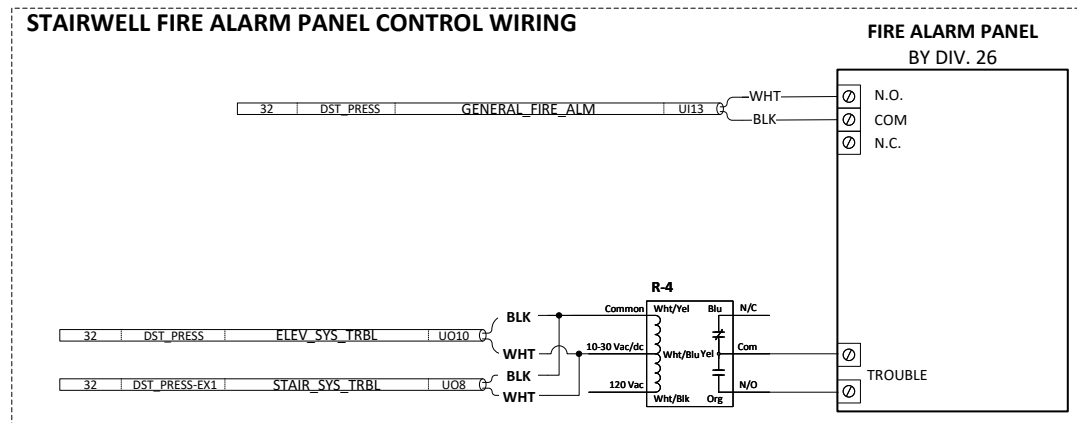 STAIRWELL FIRE ALARM PANEL CONTROL WIRING
FIRE ALARM PANEL
BY DIV. 26
32 DST_PRESS GENERAL_FIRE_ALM UI13
WHT
BLK
N.O.
COM
N.C.
R-4
Common Wht/Yel Blu N/C
10-30 Vac/dc Wht/Blu Yel Com
120 Vac Wht/Blk Org N/O
32 DST_PRESS ELEV_SYS_TRBL UO10
BLK
WHT
32 DST_PRESS-EX1 STAIR_SYS_TRBL UO8
BLK
WHT
TROUBLE